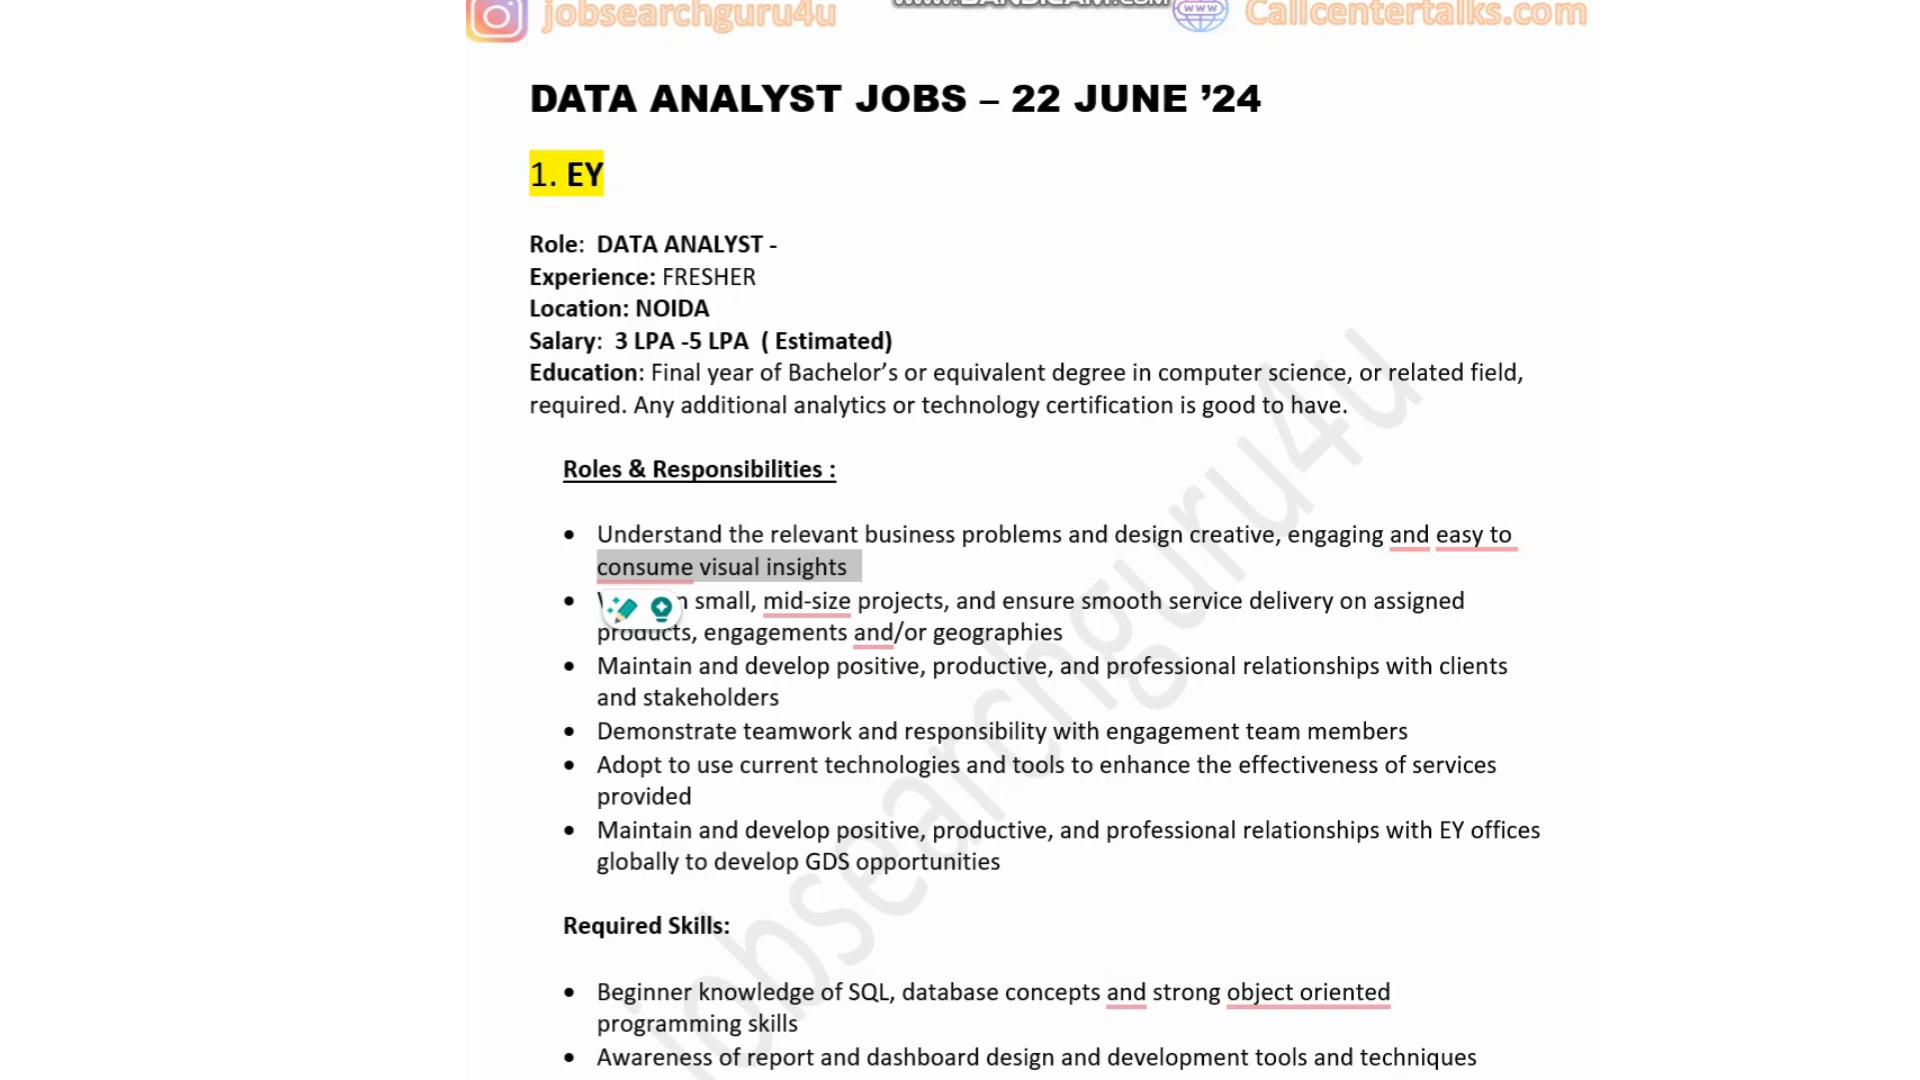 jobsearchguru4u
www.BANDICAM.com
www
Callcentertalks.com
DATA ANALYST JOBS – 22 JUNE ’24
1. EY
Role: DATA ANALYST -
Experience: FRESHER
Location: NOIDA
Salary: 3 LPA -5 LPA ( Estimated)
Education: Final year of Bachelor’s or equivalent degree in computer science, or related field,
required. Any additional analytics or technology certification is good to have.
Roles & Responsibilities :
• Understand the relevant business problems and design creative, engaging and easy to
consume visual insights
• small, mid-size projects, and ensure smooth service delivery on assigned
products, engagements and/or geographies
• Maintain and develop positive, productive, and professional relationships with clients
and stakeholders
• Demonstrate teamwork and responsibility with engagement team members
• Adopt to use current technologies and tools to enhance the effectiveness of services
provided
• Maintain and develop positive, productive, and professional relationships with EY offices
globally to develop GDS opportunities
Required Skills:
• Beginner knowledge of SQL, database concepts and strong object oriented
programming skills
• Awareness of report and dashboard design and development tools and techniques
jobsearchguru4u